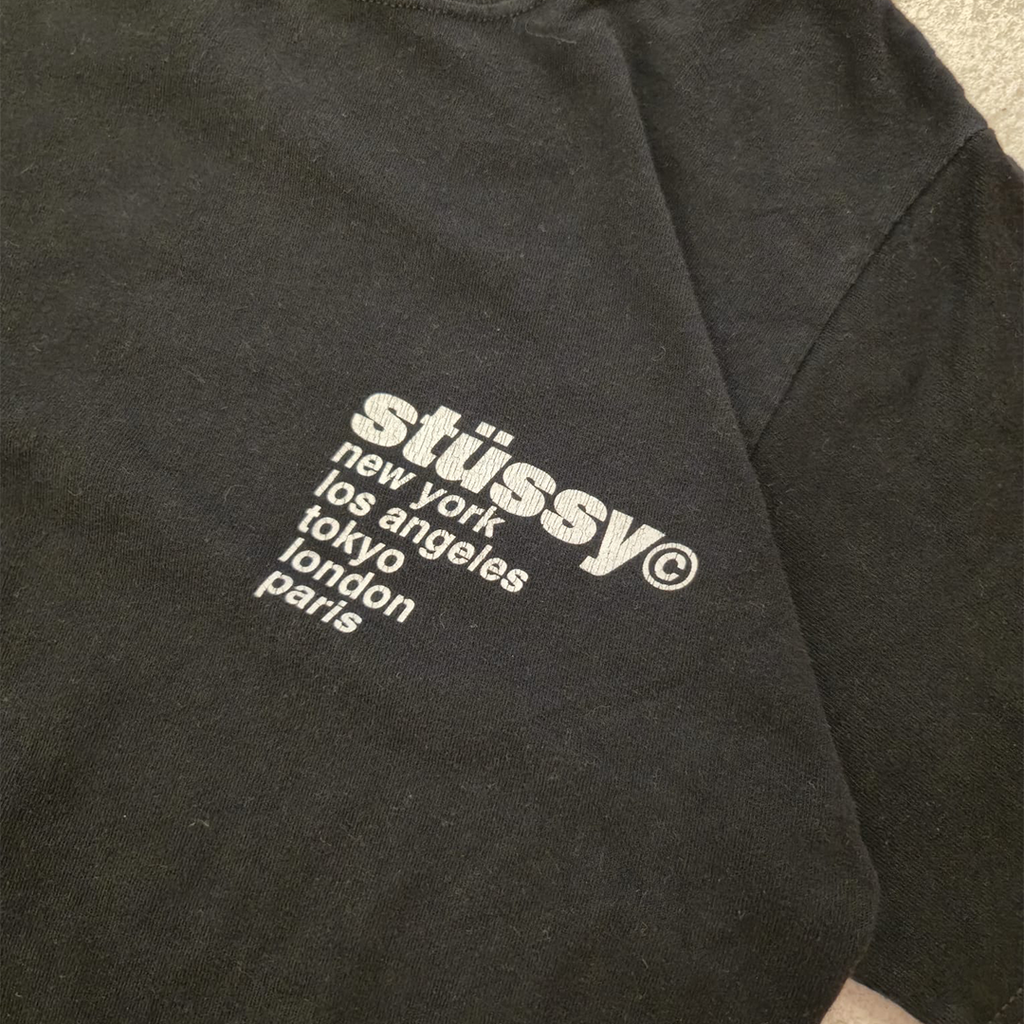 stüssy©
new york
los angeles
tokyo
london
paris